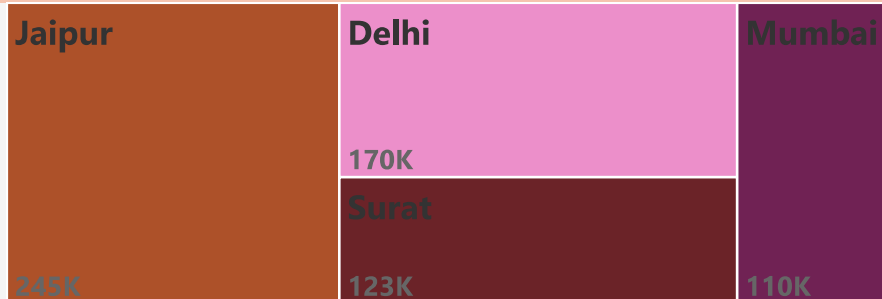 Jaipur
245K
Delhi
170K
Surat
123K
Mumbai
110K